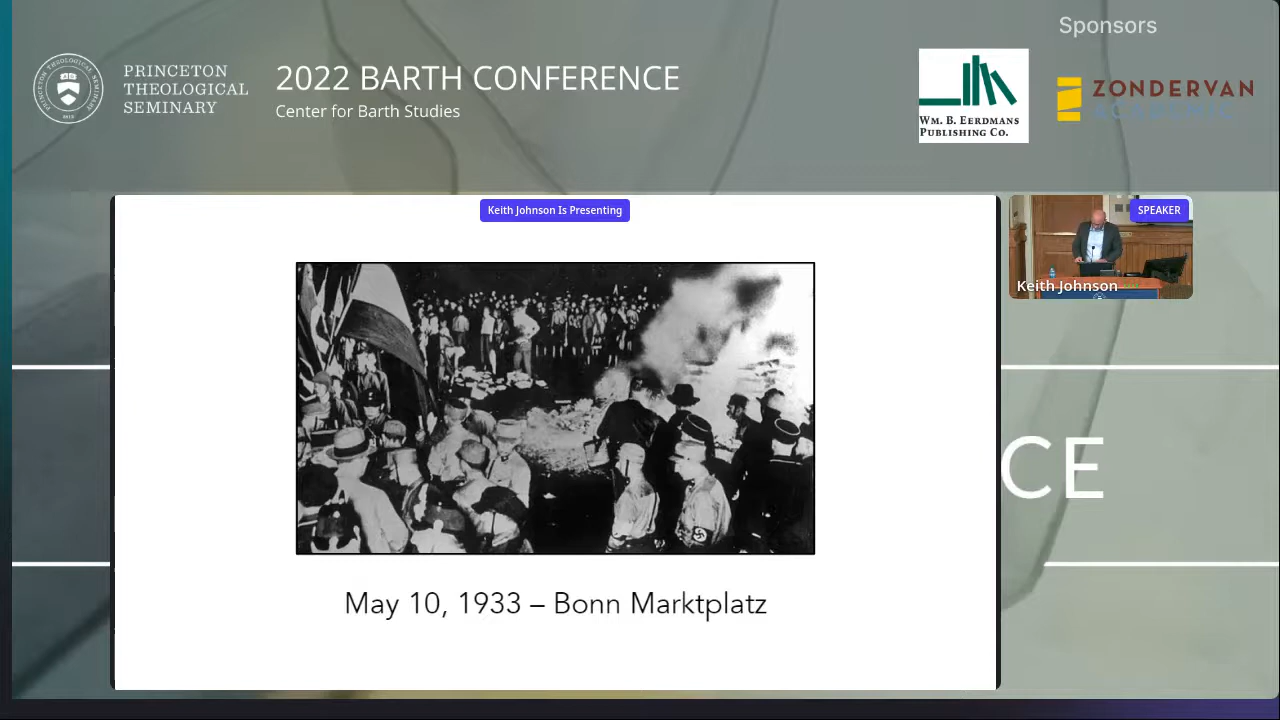 Sponsors
PRINCETON
THEOLOGICAL
SEMINARY
2022 BARTH CONFERENCE
Center for Barth Studies
WM. B. EERDMANS
PUBLISHING CO.
ZONDERVAN
ACADEMIC
Keith Johnson Is Presenting
SPEAKER
Keith Johnson
CE
May 10, 1933 – Bonn Marktplatz